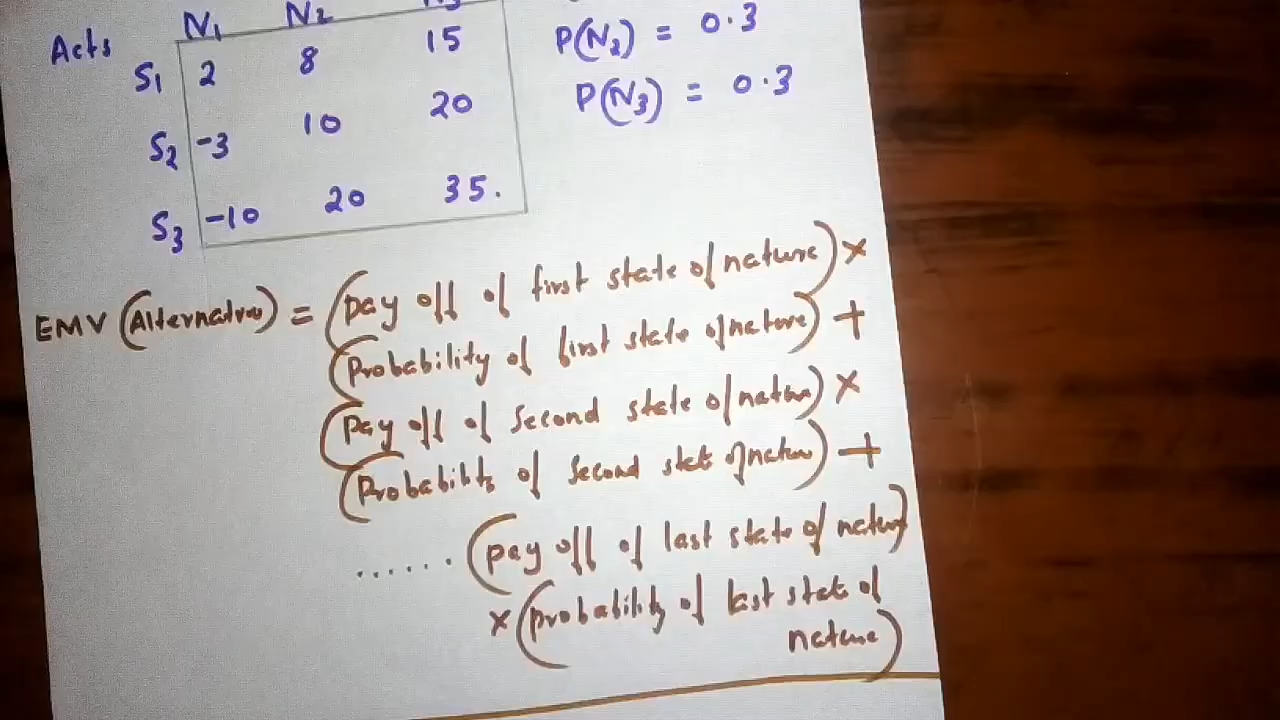 N1 N2
Acts
S1 2 8 15
S2 -3 10 20
S3 -10 20 35.
P(N2) = 0.3
P(N3) = 0.3
EMV (Alternative) = (pay off of first state of nature) ×
(Probability of first state of nature) +
(pay off of second state of nature) ×
(Probability of second state of nature) +
...... (pay off of last state of nature)
× (probability of last state of
nature)